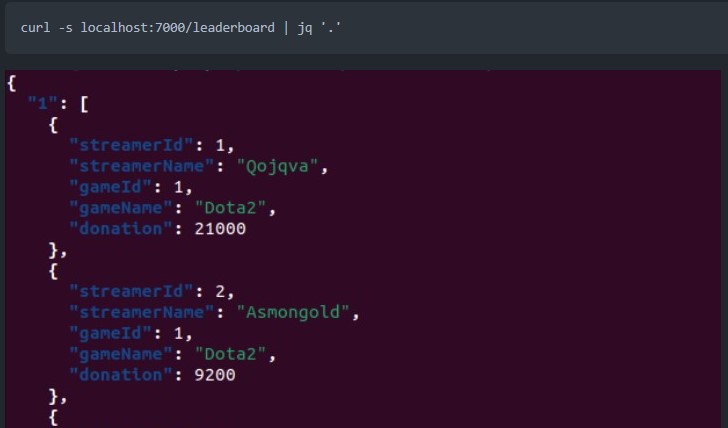 curl -s localhost:7000/leaderboard | jq '.'
{
"1": [
{
"streamerId": 1,
"streamerName": "Qojqva",
"gameId": 1,
"gameName": "Dota2",
"donation": 21000
},
{
"streamerId": 2,
"streamerName": "Asmongold",
"gameId": 1,
"gameName": "Dota2",
"donation": 9200
},
{